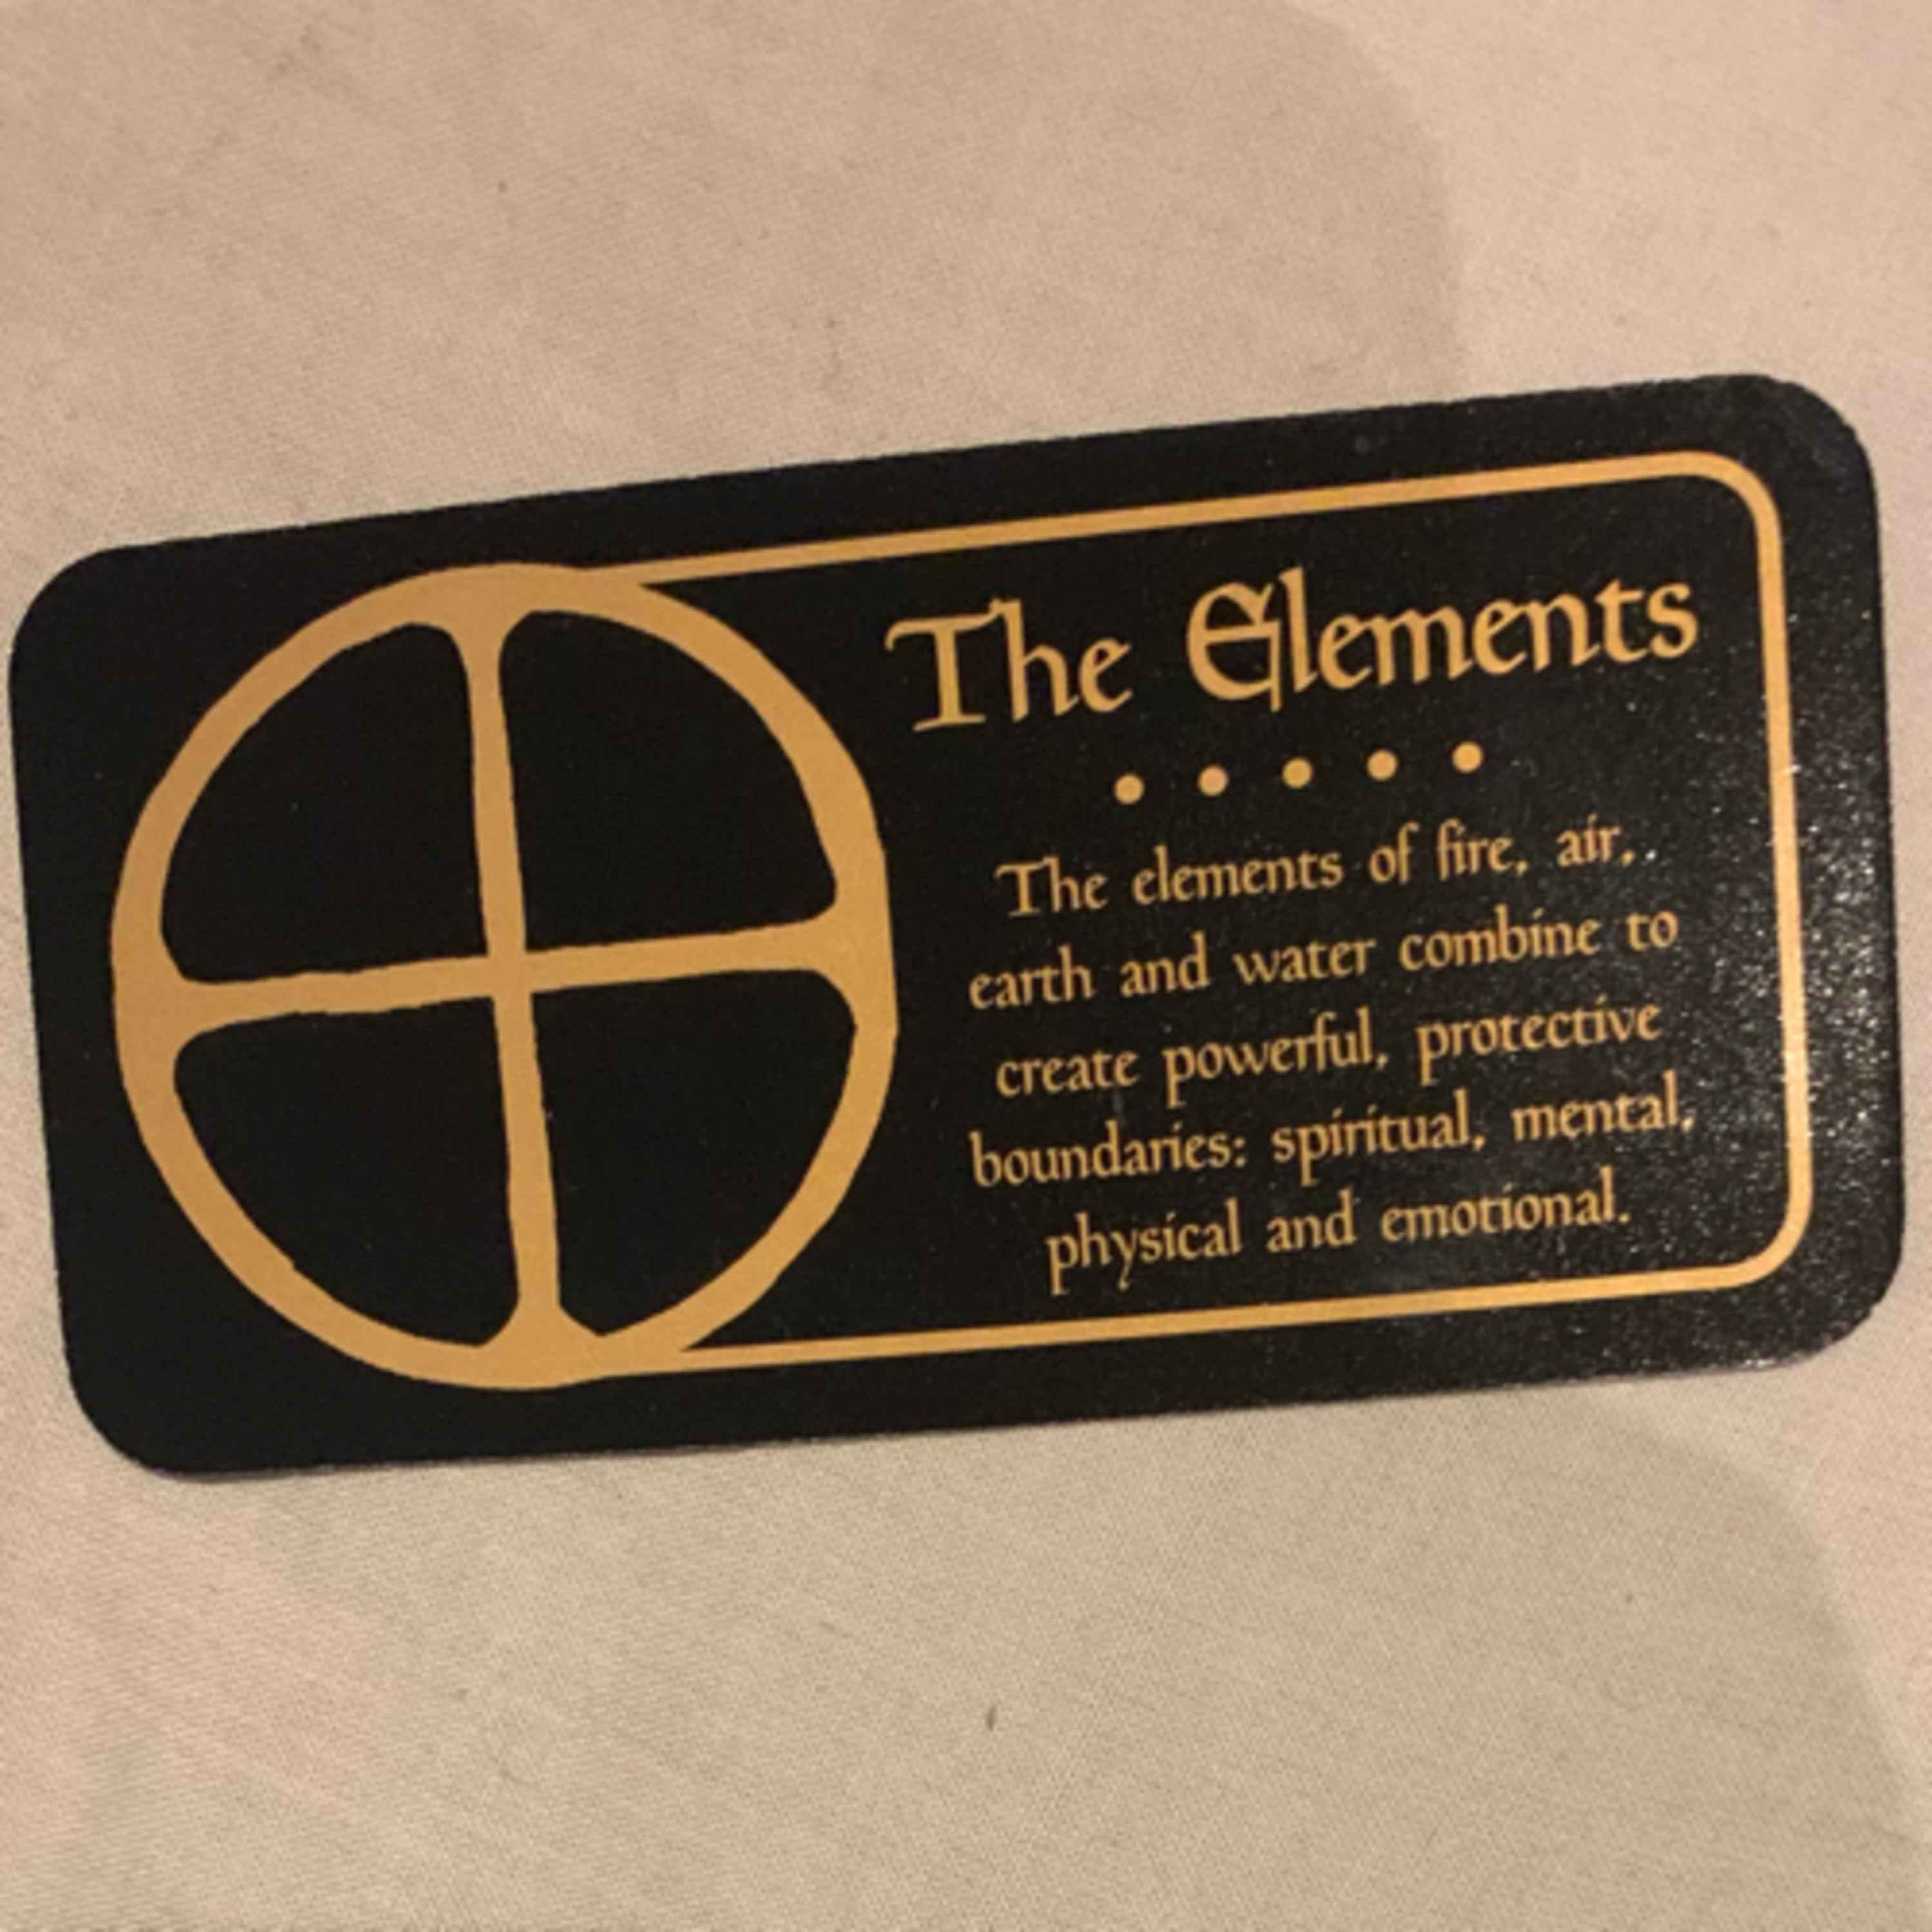 The Elements
The elements of fire, air,
earth and water combine to
create powerful, protective
boundaries: spiritual, mental,
physical and emotional.